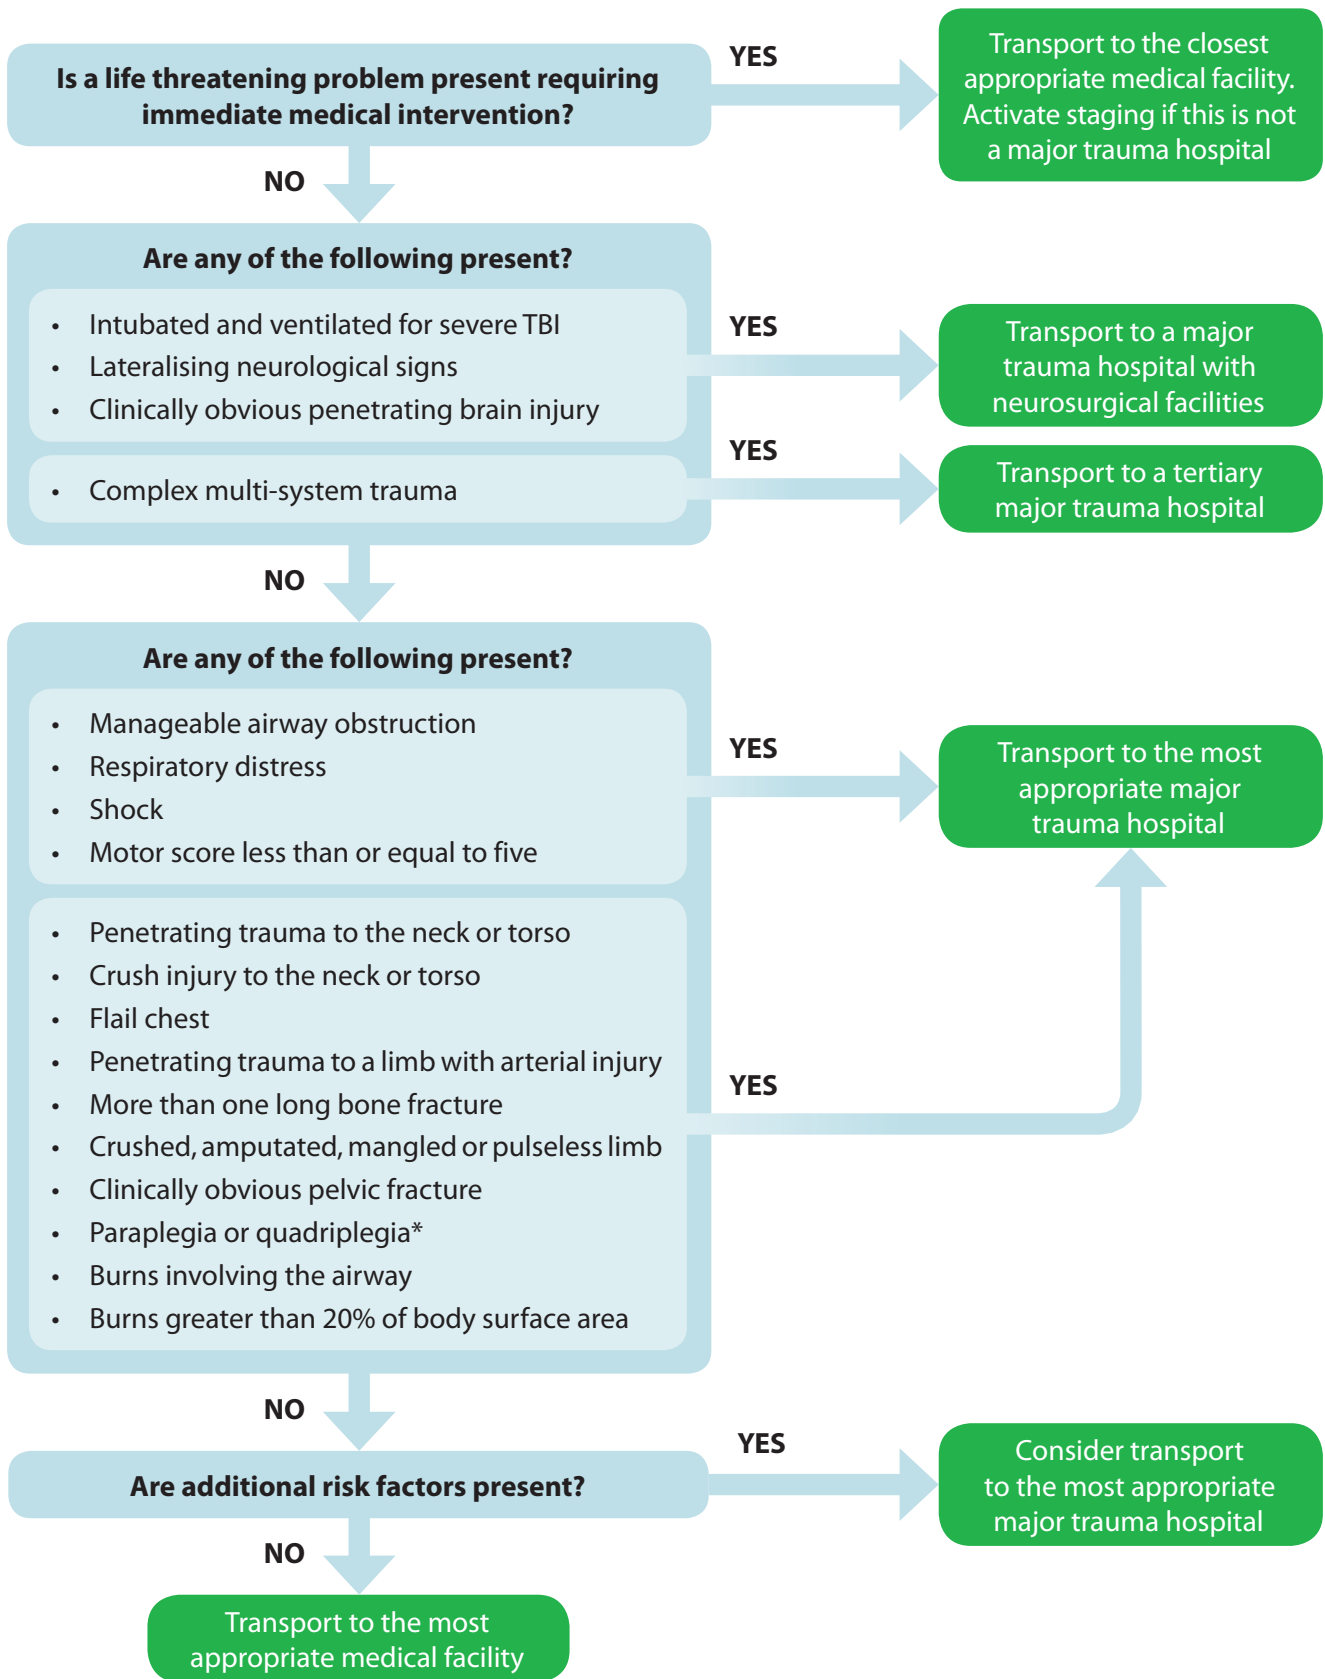 Is a life threatening problem present requiring
immediate medical intervention?
YES
Transport to the closest
appropriate medical facility.
Activate staging if this is not
a major trauma hospital
NO
Are any of the following present?
• Intubated and ventilated for severe TBI
• Lateralising neurological signs
• Clinically obvious penetrating brain injury
YES
Transport to a major
trauma hospital with
neurosurgical facilities
• Complex multi-system trauma
YES
Transport to a tertiary
major trauma hospital
NO
Are any of the following present?
• Manageable airway obstruction
• Respiratory distress
• Shock
• Motor score less than or equal to five
YES
Transport to the most
appropriate major
trauma hospital
• Penetrating trauma to the neck or torso
• Crush injury to the neck or torso
• Flail chest
• Penetrating trauma to a limb with arterial injury
• More than one long bone fracture
• Crushed, amputated, mangled or pulseless limb
• Clinically obvious pelvic fracture
• Paraplegia or quadriplegia*
• Burns involving the airway
• Burns greater than 20% of body surface area
YES
NO
Are additional risk factors present?
YES
Consider transport
to the most appropriate
major trauma hospital
NO
Transport to the most
appropriate medical facility